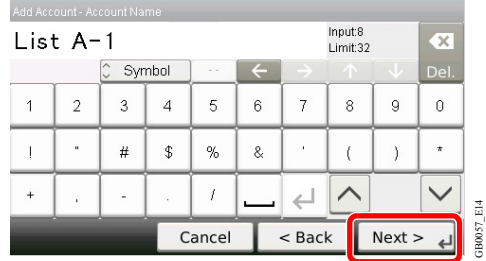 Add Account - Account Name
List A-1
Input:8
Limit:32
Symbol - - Del.
1 2 3 4 5 6 7 8 9 0
! " # $ % & ' ( ) *
+ , - . /
Cancel < Back Next >
GB0057_E14